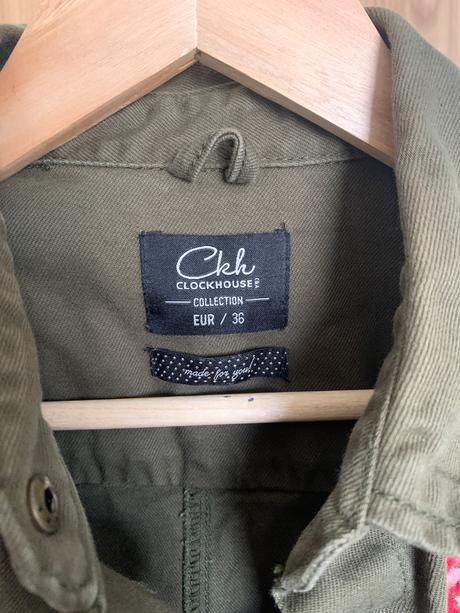 Ckh
CLOCKHOUSE C&A
COLLECTION
EUR / 36
made for you!